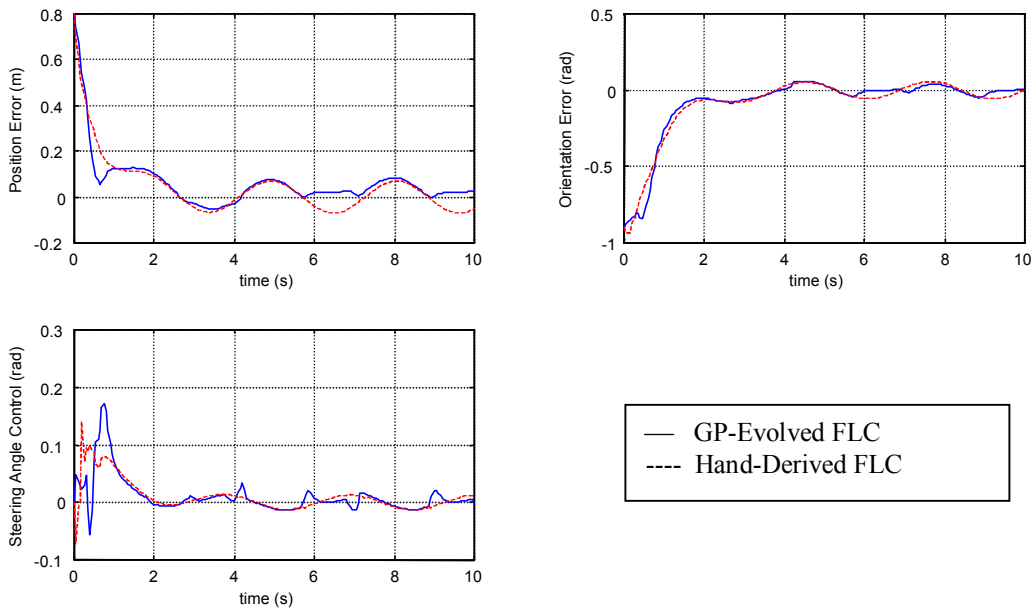 Position Error (m)
0.8
0.6
0.4
0.2
0
-0.2
0 2 4 6 8 10
time (s)
Orientation Error (rad)
0.5
0
-0.5
-1
0 2 4 6 8 10
time (s)
Steering Angle Control (rad)
0.3
0.2
0.1
0
-0.1
0 2 4 6 8 10
time (s)
GP-Evolved FLC
Hand-Derived FLC